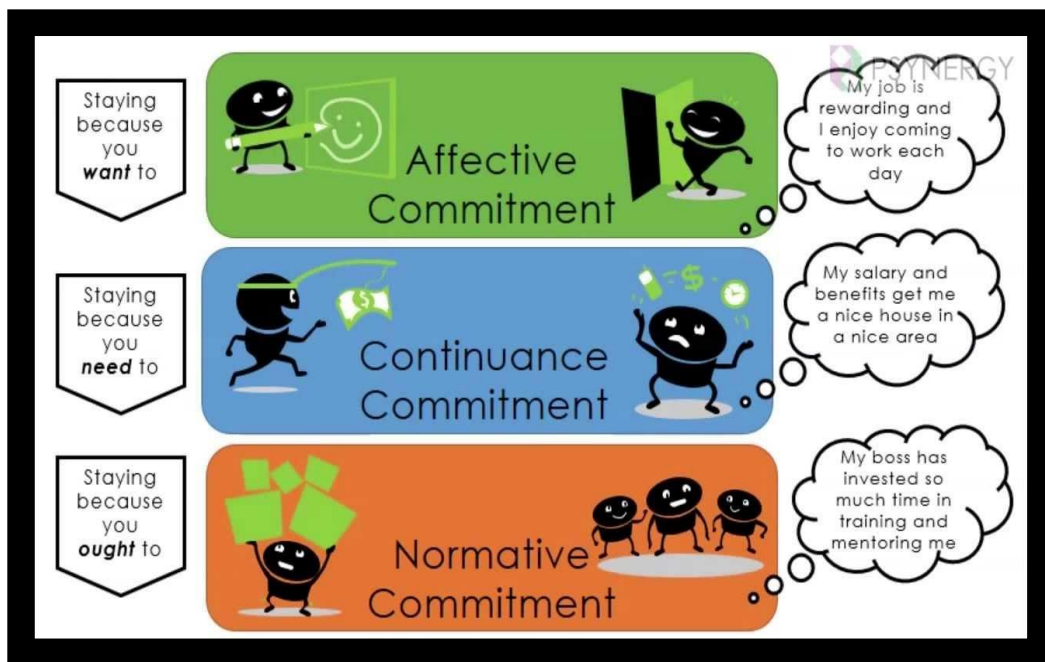 PSYNERGY
Staying
because
you
want to
Affective
Commitment
My job is
rewarding and
I enjoy coming
to work each
day
Staying
because
you
need to
$
$
Continuance
Commitment
My salary and
benefits get me
a nice house in
a nice area
Staying
because
you
ought to
Normative
Commitment
My boss has
invested so
much time in
training and
mentoring me